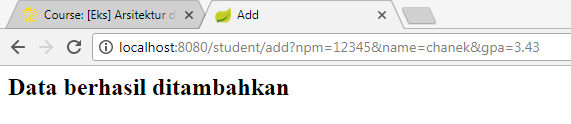 Course: [Eks] Arsitektur d
Add
localhost:8080/student/add?npm=12345&name=chanek&gpa=3.43
Data berhasil ditambahkan